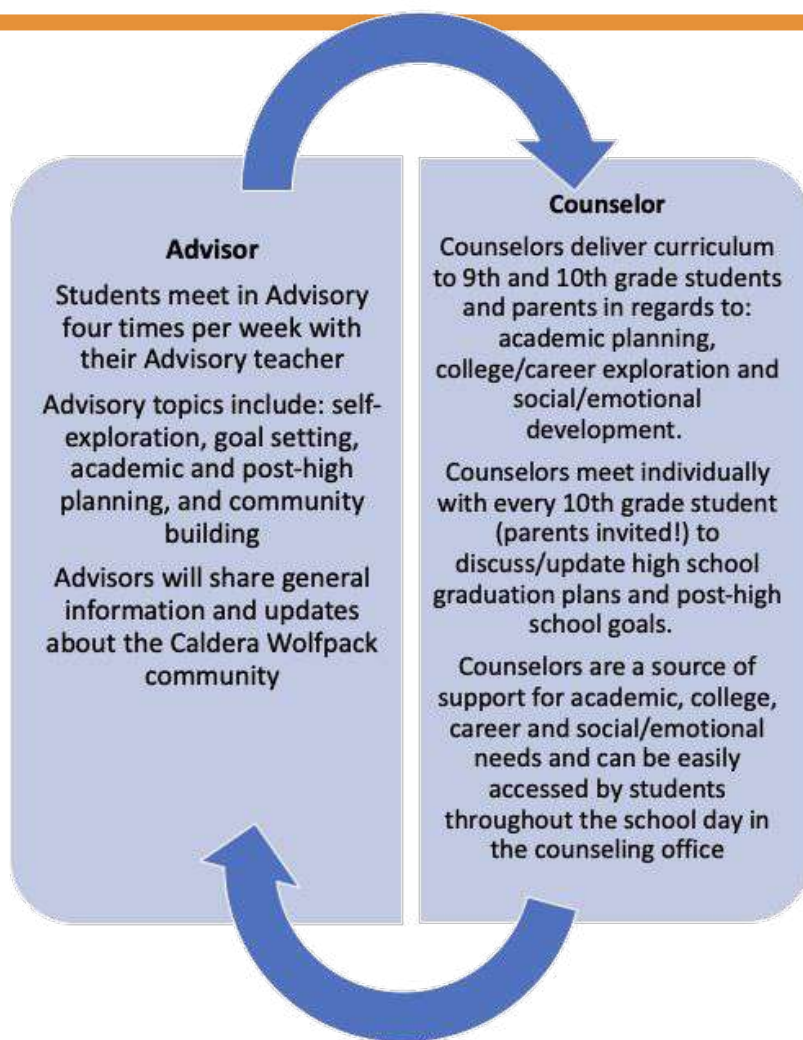 Advisor
Students meet in Advisory
four times per week with
their Advisory teacher
Advisory topics include: self-
exploration, goal setting,
academic and post-high
planning, and community
building
Advisors will share general
information and updates
about the Caldera Wolfpack
community
Counselor
Counselors deliver curriculum
to 9th and 10th grade students
and parents in regards to:
academic planning,
college/career exploration and
social/emotional
development.
Counselors meet individually
with every 10th grade student
(parents invited!) to
discuss/update high school
graduation plans and post-high
school goals.
Counselors are a source of
support for academic, college,
career and social/emotional
needs and can be easily
accessed by students
throughout the school day in
the counseling office